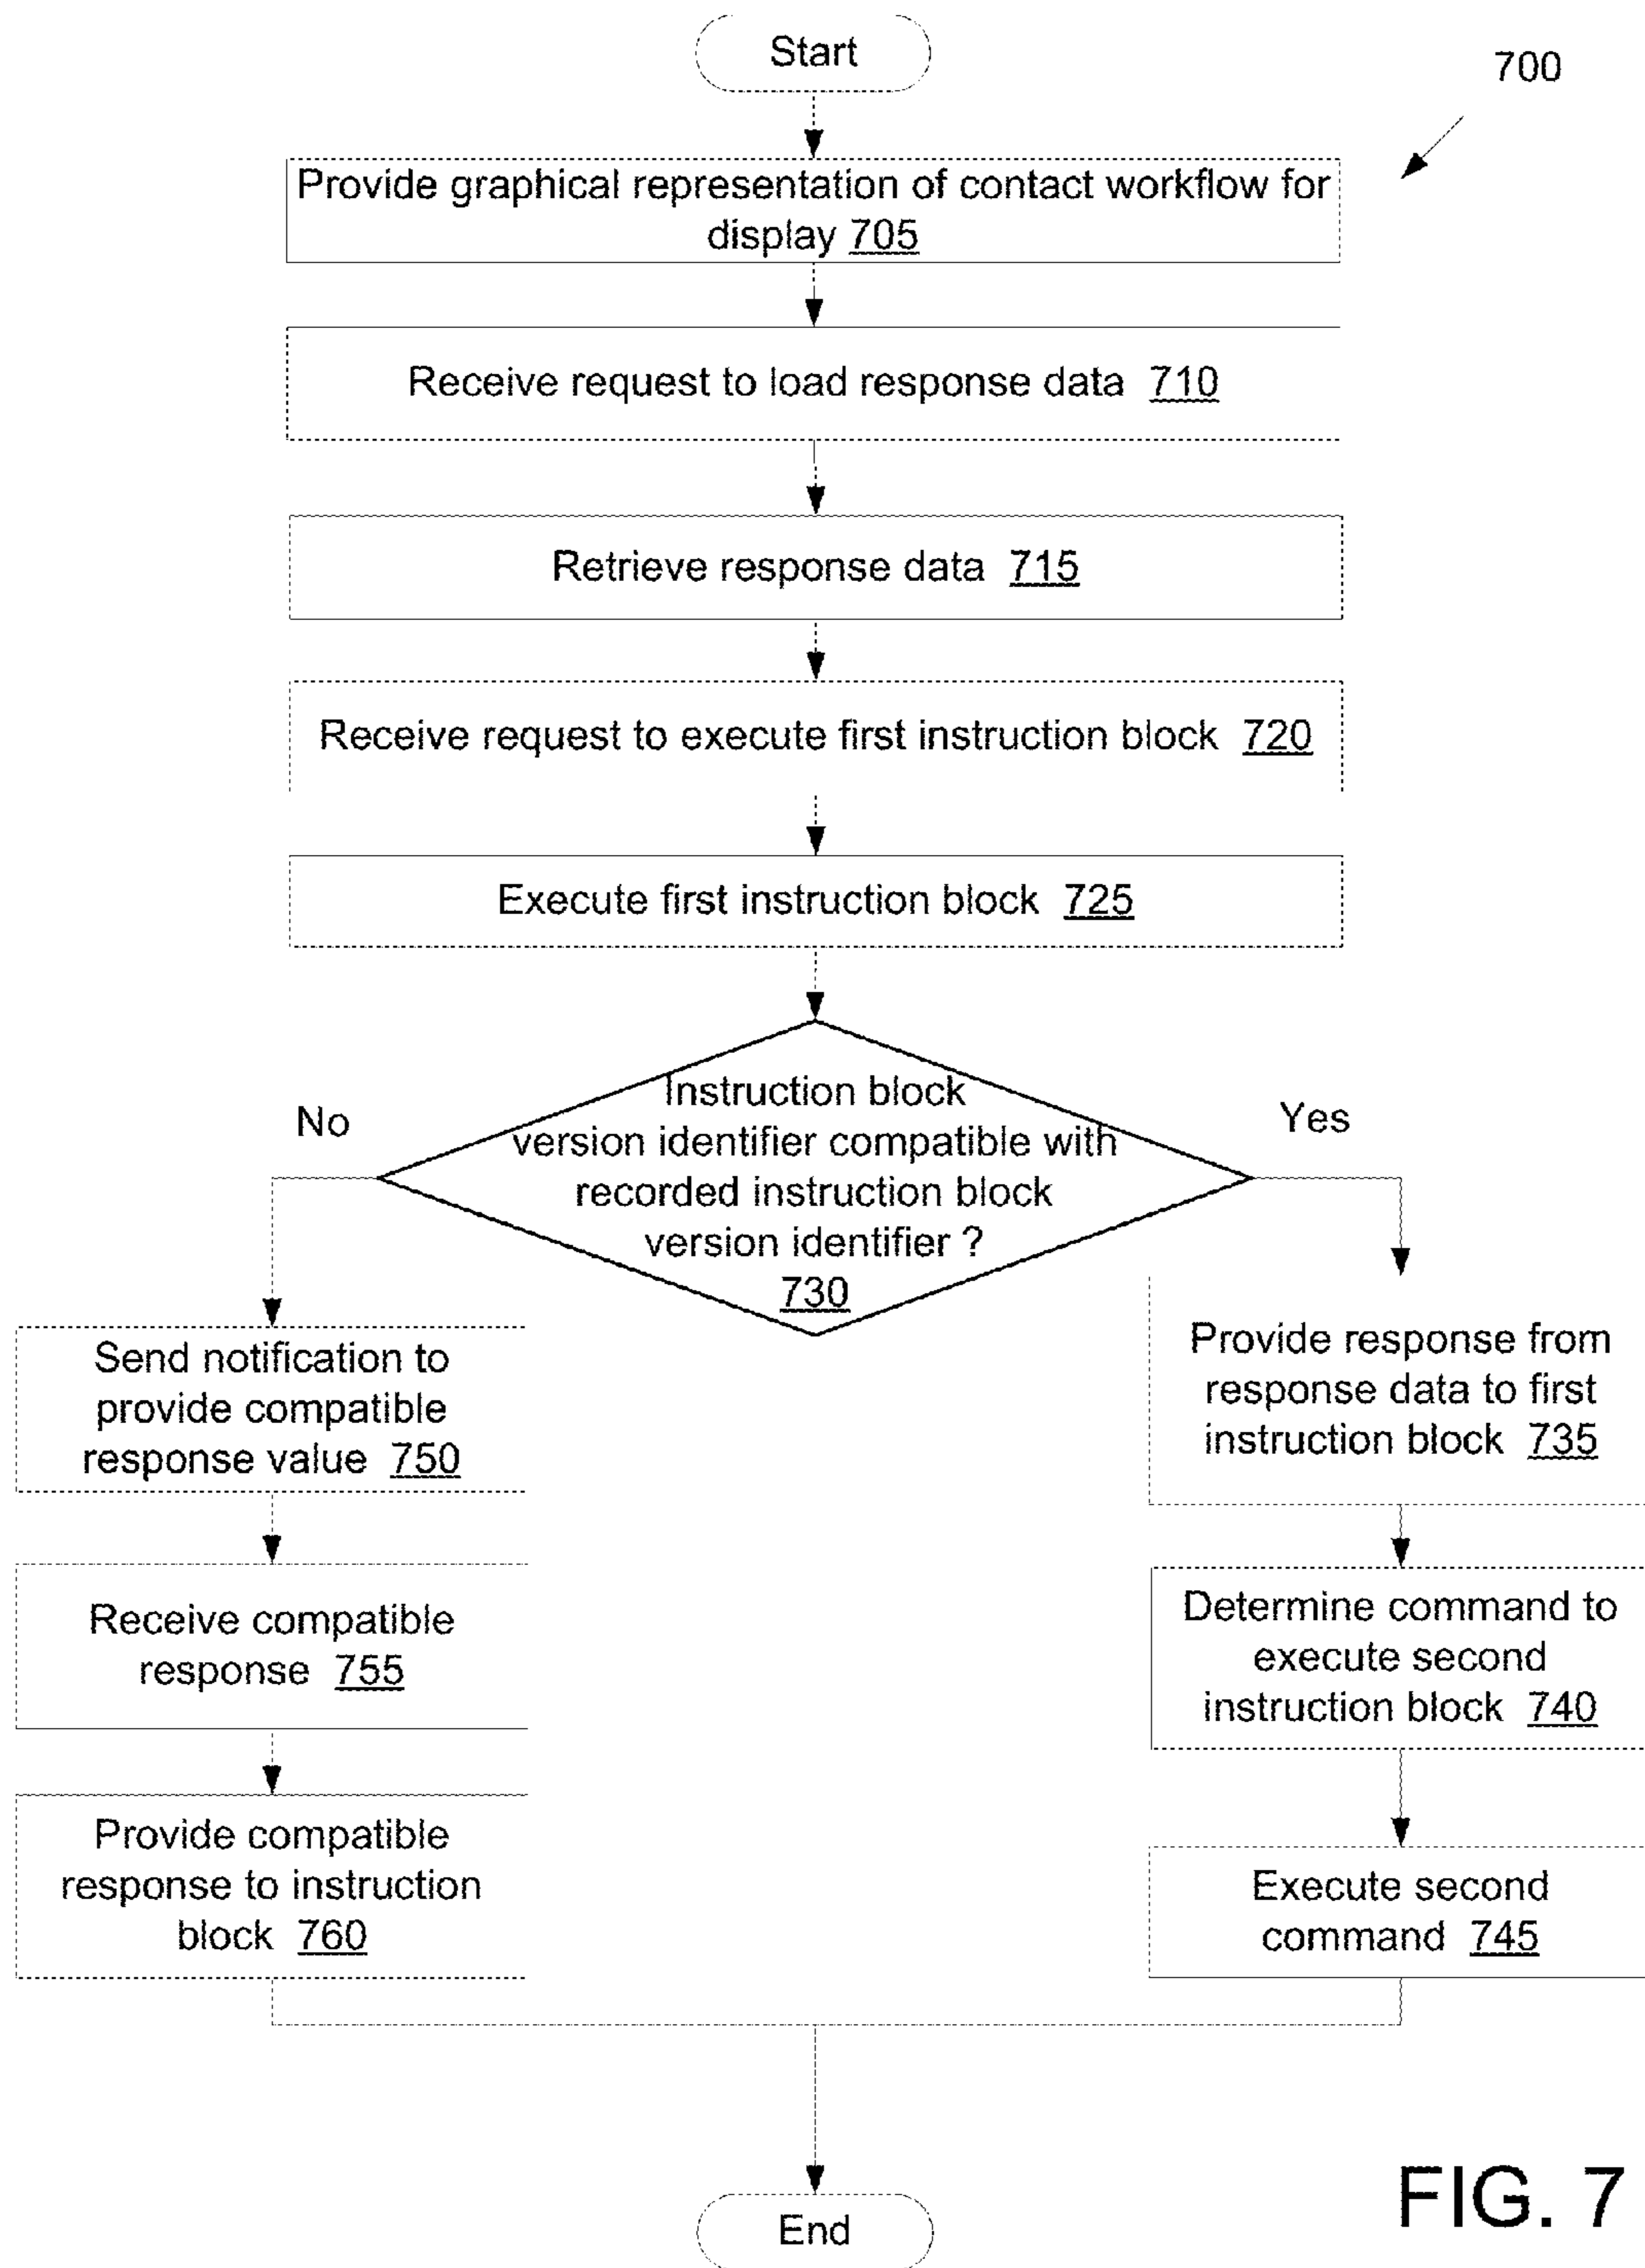 Start
700
Provide graphical representation of contact workflow for
display 705
Receive request to load response data 710
Retrieve response data 715
Receive request to execute first instruction block 720
Execute first instruction block 725
Instruction block
version identifier compatible with
recorded instruction block
version identifier ?
730
No
Yes
Send notification to
provide compatible
response value 750
Receive compatible
response 755
Provide compatible
response to instruction
block 760
Provide response from
response data to first
instruction block 735
Determine command to
execute second
instruction block 740
Execute second
command 745
End
FIG. 7